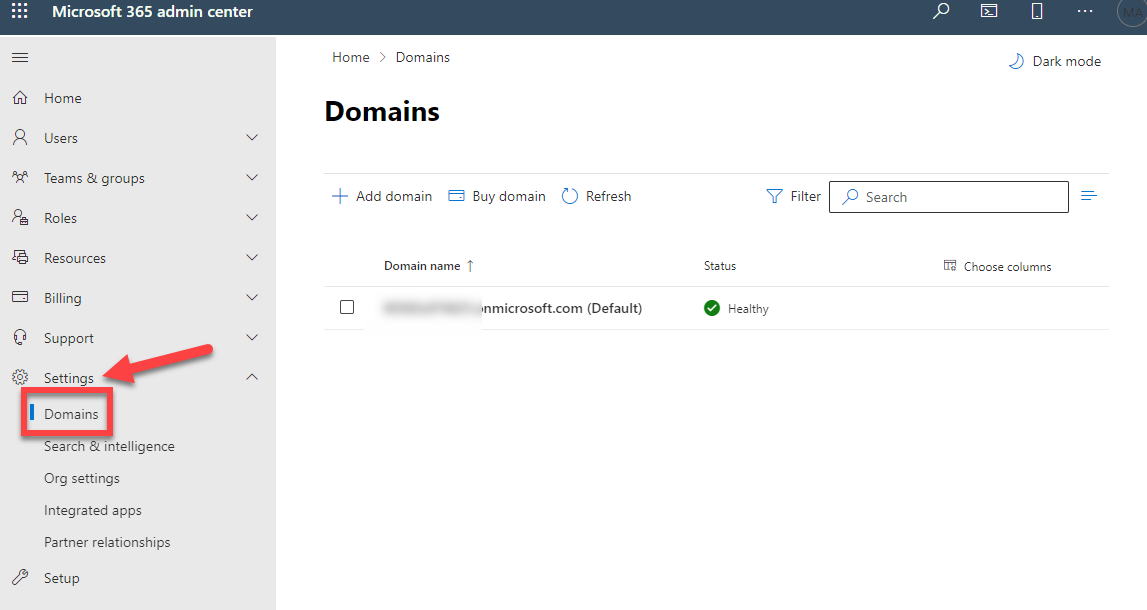 Microsoft 365 admin center
MA
Home > Domains
Dark mode
Domains
Home
Users
Teams & groups
Roles
Resources
Billing
Support
Settings
Domains
Search & intelligence
Org settings
Integrated apps
Partner relationships
Setup
Add domain Buy domain Refresh Filter Search
Domain name ↑ Status Choose columns
onmicrosoft.com (Default) Healthy